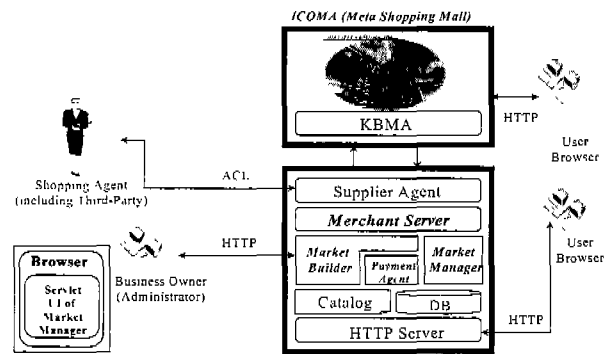 ICOMA (Meta Shopping Mall)
KBMA
HTTP
User
Browser
ACL
Shopping Agent
(including Third-Party)
Supplier Agent
Merchant Server
User
Browser
HTTP
Market
Builder
Payment
Agent
Market
Manager
Business Owner
(Administrator)
Browser
Servlet
UI of
Market
Manager
Catalog
DB
HTTP Server
HTTP